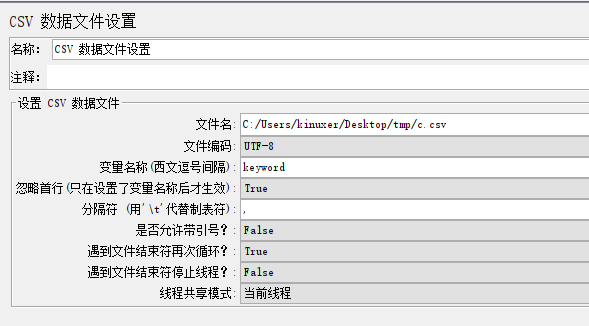 CSV 数据文件设置
名称: CSV 数据文件设置
注释:
设置 CSV 数据文件
文件名: C:/Users/kinuxer/Desktop/tmp/c.csv
文件编码: UTF-8
变量名称(西文逗号间隔): keyword
忽略首行(只在设置了变量名称后才生效): True
分隔符 (用'\t'代替制表符): ,
是否允许带引号?: False
遇到文件结束符再次循环?: True
遇到文件结束符停止线程?: False
线程共享模式: 当前线程